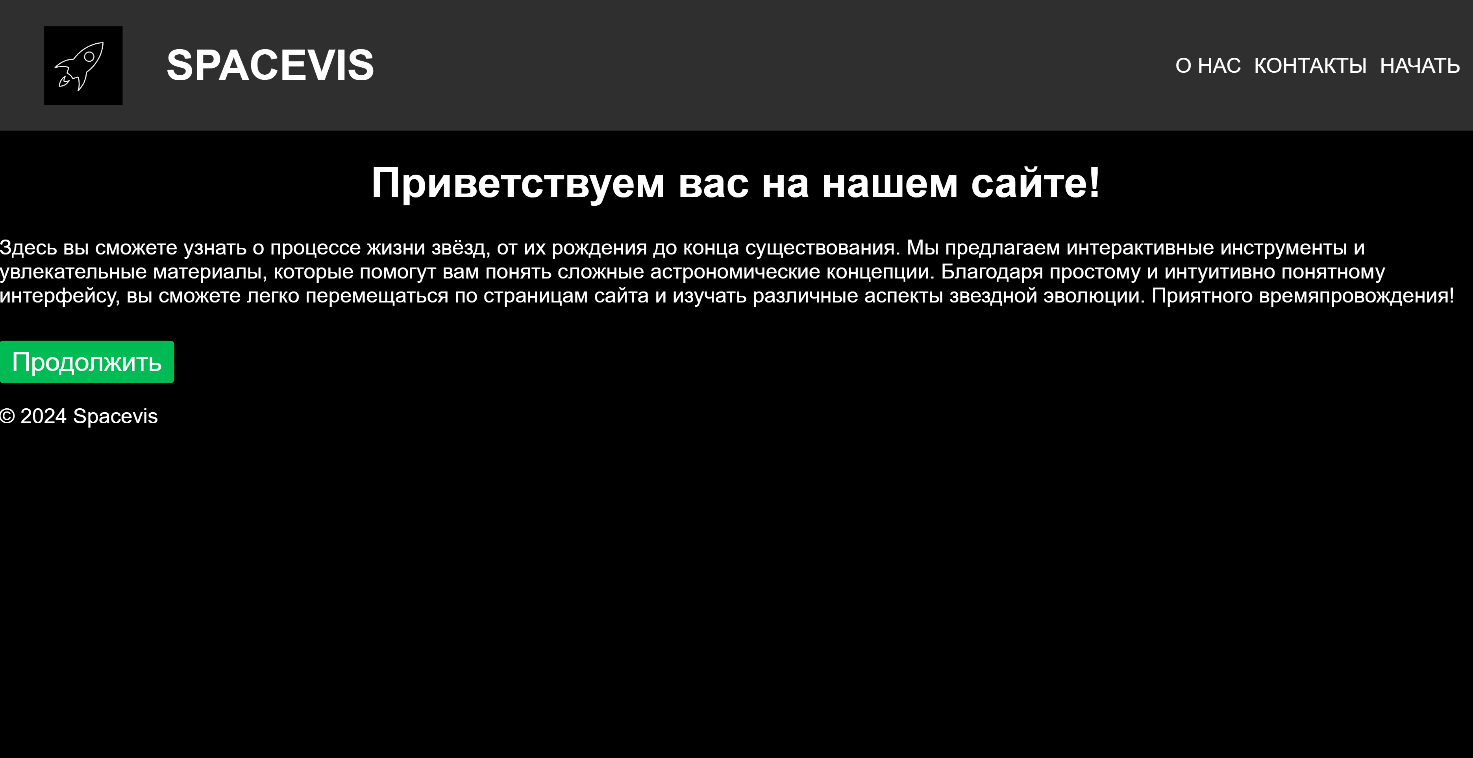 SPACEVIS
О НАС КОНТАКТЫ НАЧАТЬ
Приветствуем вас на нашем сайте!
Здесь вы сможете узнать о процессе жизни звёзд, от их рождения до конца существования. Мы предлагаем интерактивные инструменты и
увлекательные материалы, которые помогут вам понять сложные астрономические концепции. Благодаря простому и интуитивно понятному
интерфейсу, вы сможете легко перемещаться по страницам сайта и изучать различные аспекты звездной эволюции. Приятного времяпровождения!
Продолжить
© 2024 Spacevis